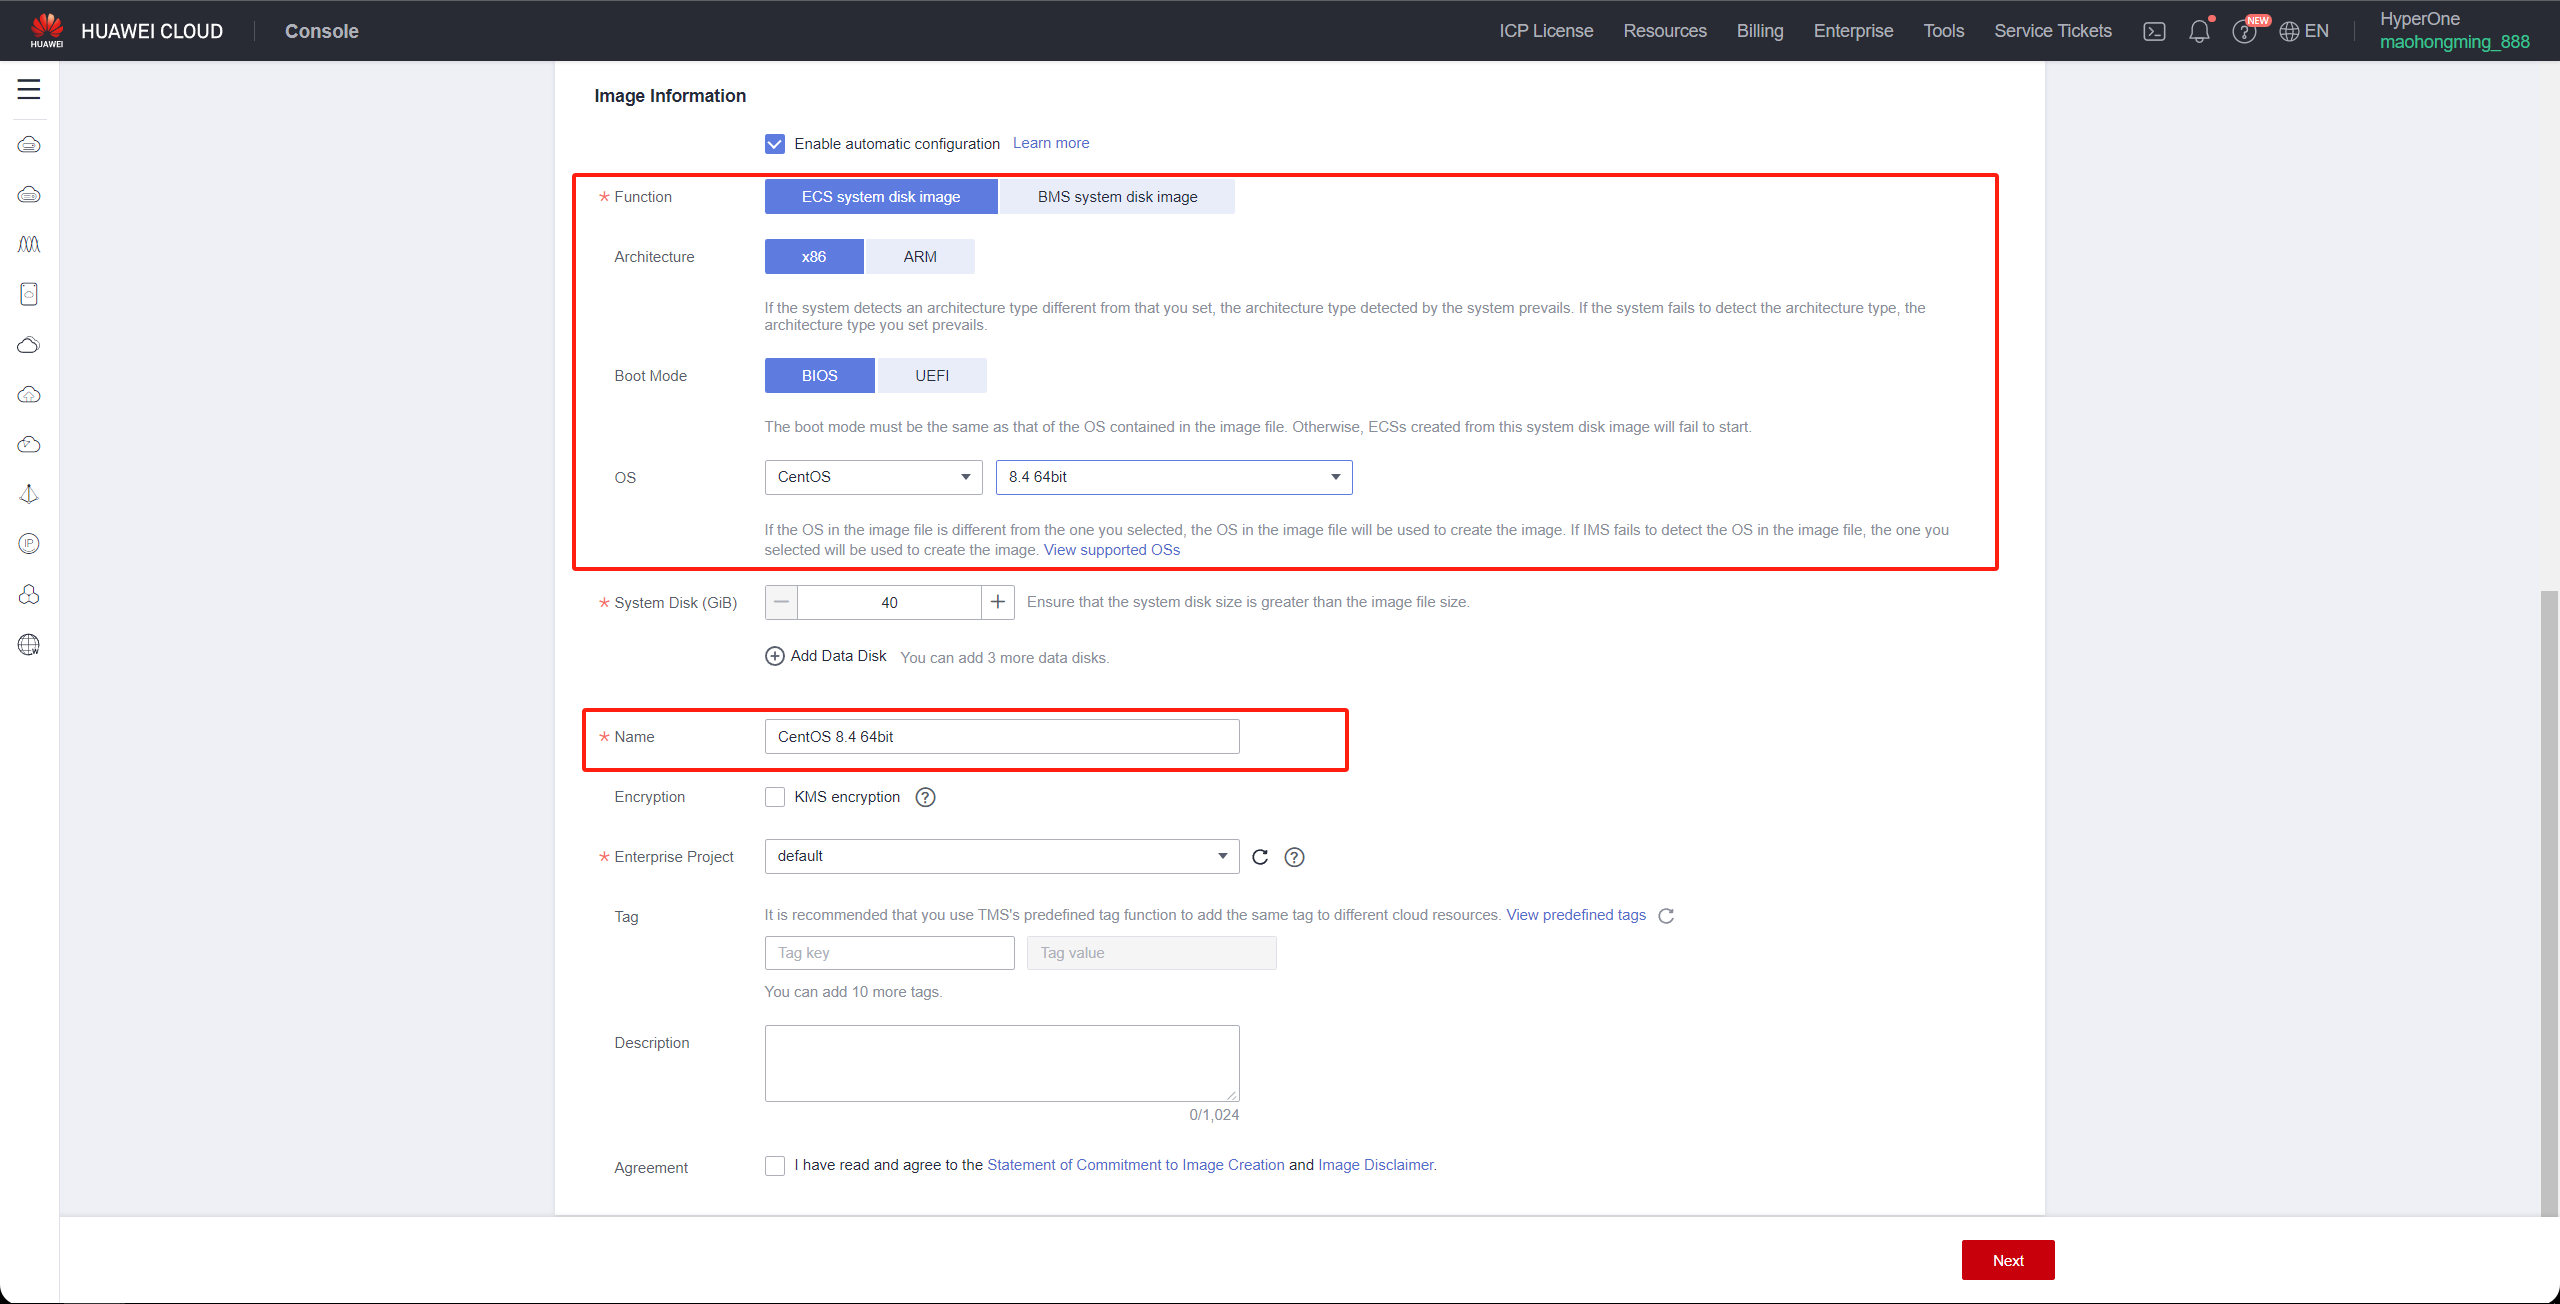 HUAWEI
HUAWEI CLOUD
Console
ICP License
Resources
Billing
Enterprise
Tools
Service Tickets
NEW
EN
HyperOne
maohongming_888
Image Information
Enable automatic configuration Learn more
* Function ECS system disk image BMS system disk image
Architecture x86 ARM
If the system detects an architecture type different from that you set, the architecture type detected by the system prevails. If the system fails to detect the architecture type, the
architecture type you set prevails.
Boot Mode BIOS UEFI
The boot mode must be the same as that of the OS contained in the image file. Otherwise, ECSs created from this system disk image will fail to start.
OS CentOS 8.4 64bit
If the OS in the image file is different from the one you selected, the OS in the image file will be used to create the image. If IMS fails to detect the OS in the image file, the one you
selected will be used to create the image. View supported OSs
* System Disk (GiB) 40 Ensure that the system disk size is greater than the image file size.
Add Data Disk You can add 3 more data disks.
* Name CentOS 8.4 64bit
Encryption KMS encryption
* Enterprise Project default
Tag It is recommended that you use TMS's predefined tag function to add the same tag to different cloud resources. View predefined tags
Tag key Tag value
You can add 10 more tags.
Description
0/1,024
Agreement I have read and agree to the Statement of Commitment to Image Creation and Image Disclaimer.
Next
IP
W